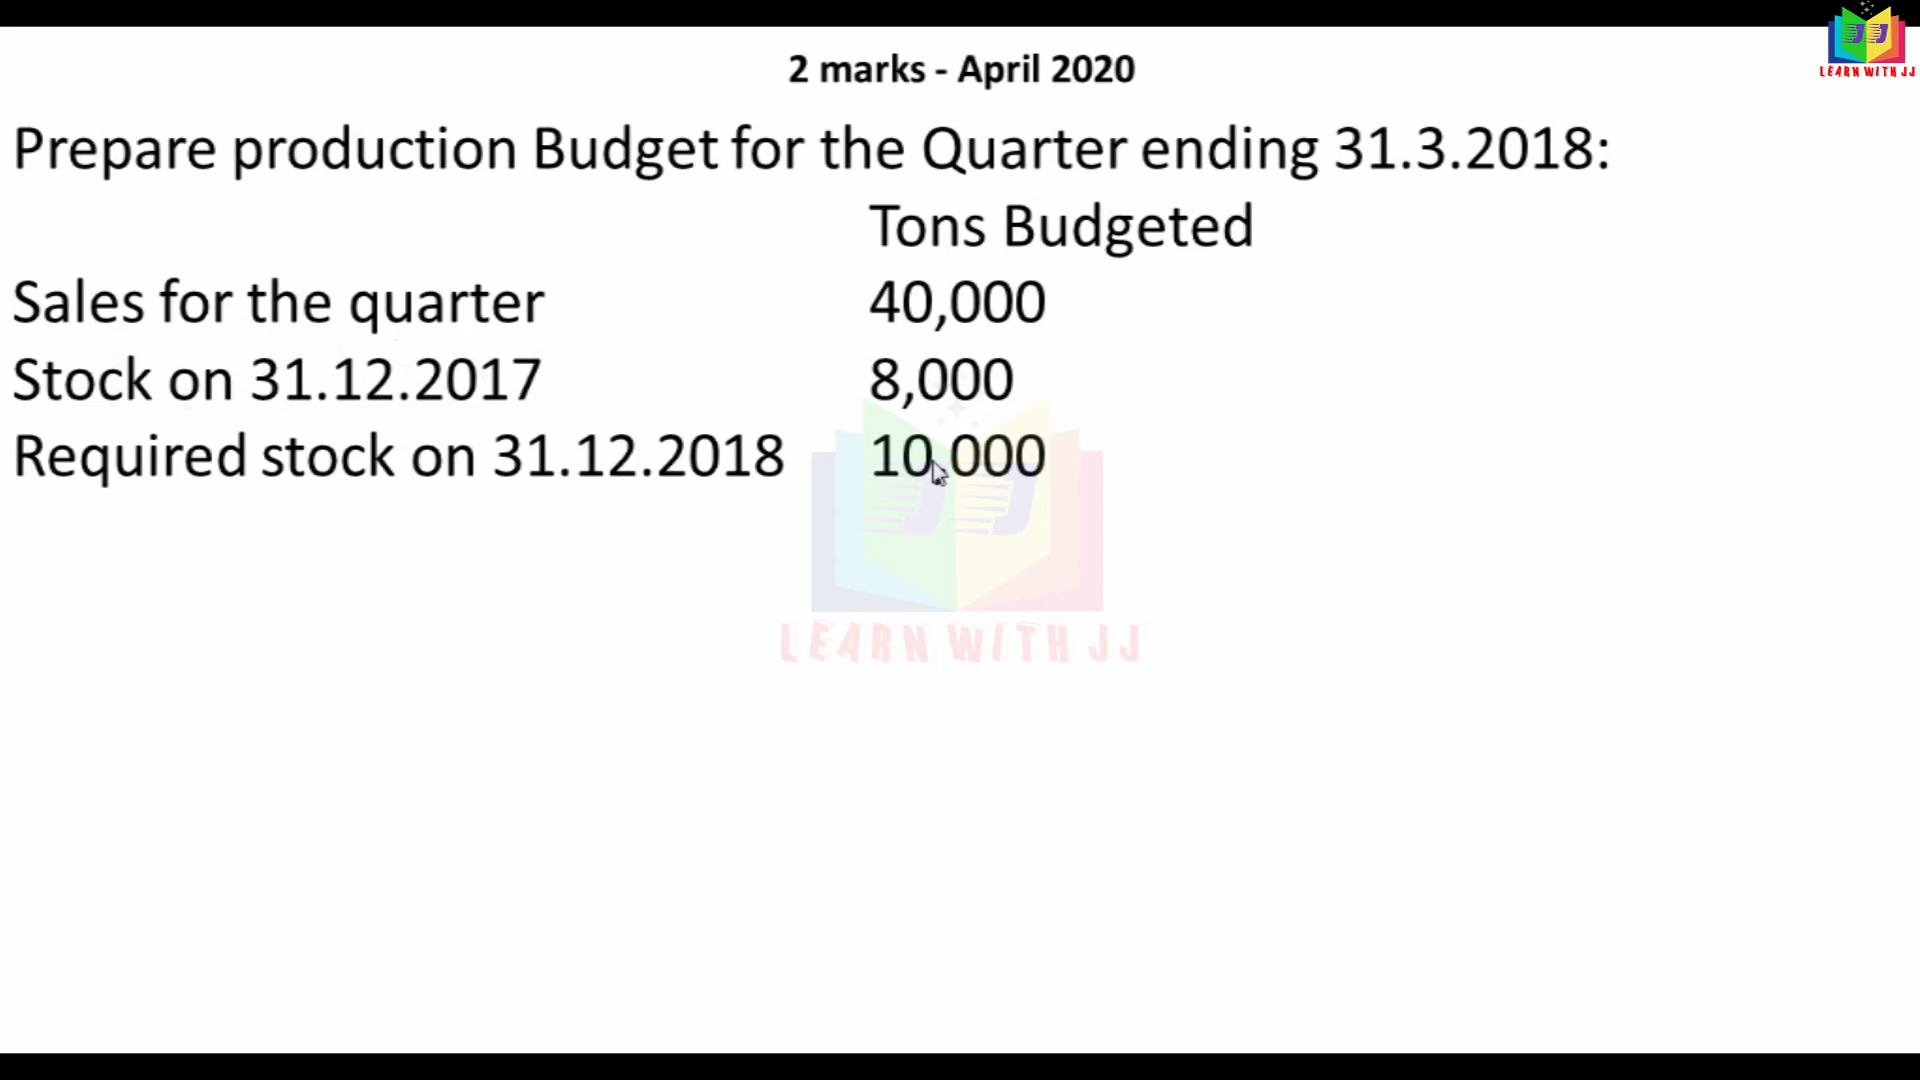 LEARN WITH JJ
2 marks - April 2020
Prepare production Budget for the Quarter ending 31.3.2018:
Tons Budgeted
Sales for the quarter 40,000
Stock on 31.12.2017 8,000
Required stock on 31.12.2018 10,000
LEARN WITH JJ